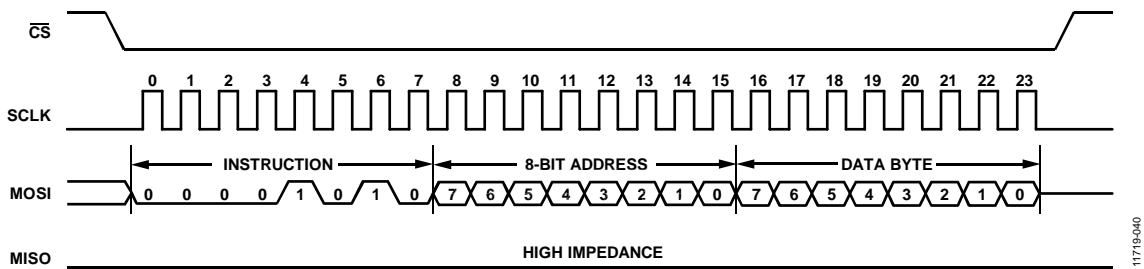 CS
0 1 2 3 4 5 6 7 8 9 10 11 12 13 14 15 16 17 18 19 20 21 22 23
SCLK
INSTRUCTION 8-BIT ADDRESS DATA BYTE
MOSI 0 0 0 0 1 0 1 0 7 6 5 4 3 2 1 0 7 6 5 4 3 2 1 0
MISO HIGH IMPEDANCE
11719-040